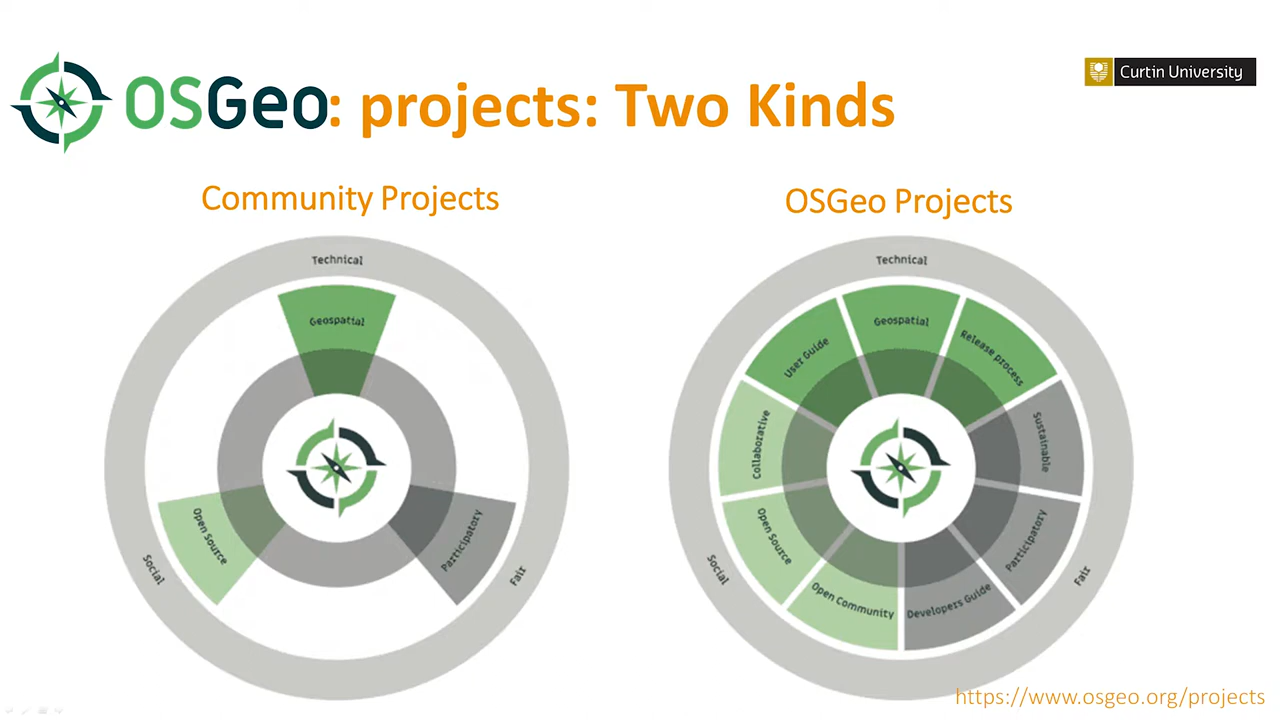 OSGeo: projects: Two Kinds
Curtin University
Community Projects
Technical
Geospatial
Open Source
Participatory
Social
Fair
OSGeo Projects
Technical
User Guide
Geospatial
Release process
Collaborative
Sustainable
Open Source
Participatory
Open Community
Developers Guide
Social
Fair
https://www.osgeo.org/projects